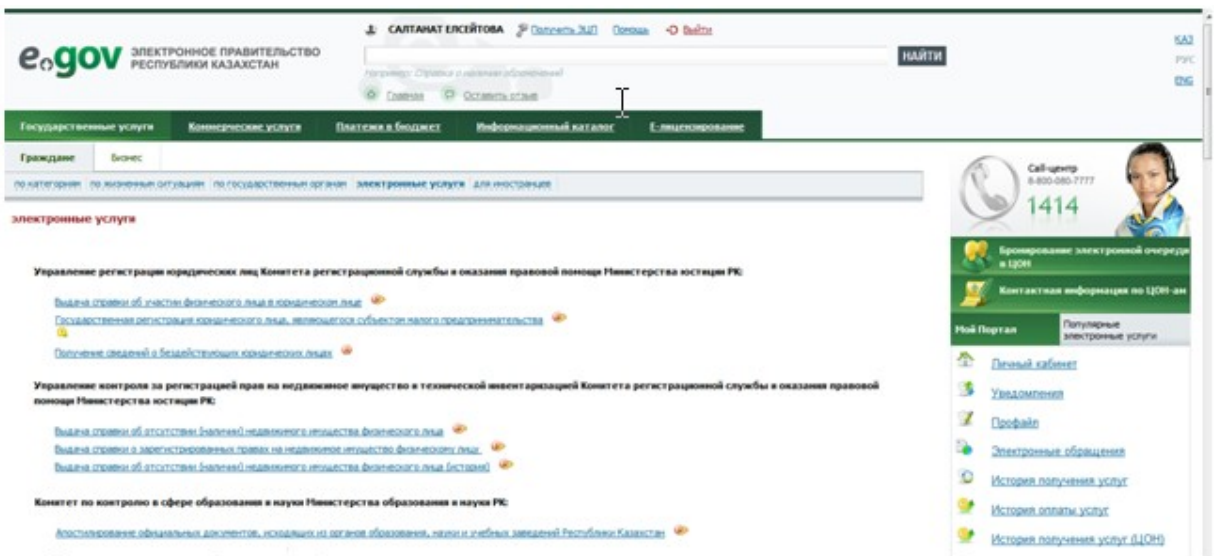 САЛТАНАТ ЕЛСЕЙТОВА Получить ЭЦП Помощь Выйти
КАЗ
РУС
ENG
e.gov ЭЛЕКТРОННОЕ ПРАВИТЕЛЬСТВО
РЕСПУБЛИКИ КАЗАХСТАН
НАЙТИ
Например: Справка о наличии (обременений)
Главная Оставить отзыв
Государственные услуги Коммерческие услуги Платежи в бюджет Информационный каталог Е-лицензирование
Граждане Бизнес
по категориям по жизненным ситуациям по государственным органам электронные услуги для иностранцев
электронные услуги
Управление регистрации юридических лиц Комитета регистрационной службы и оказания правовой помощи Министерства юстиции РК:
Выдача справки об участии физического лица в юридическом лице
Государственная регистрация юридического лица, являющегося субъектом малого предпринимательства
Получение сведений о бездействующих юридических лицах
Управление контроля за регистрацией прав на недвижимое имущество и технической инвентаризацией Комитета регистрационной службы и оказания правовой
помощи Министерства юстиции РК:
Выдача справки об отсутствии (наличии) недвижимого имущества физического лица
Выдача справки о зарегистрированных правах на недвижимое имущество физическому лицу
Выдача справки об отсутствии (наличии) недвижимого имущества физического лица (история)
Комитет по контролю в сфере образования и науки Министерства образования и науки РК:
Апостилирование официальных документов, исходящих из органов образования, науки и учебных заведений Республики Казахстан
Call-центр
8-800-080-7777
1414
Бронирование электронной очереди
в ЦОН
Контактная информация по ЦОН-ам
Мой Портал
Популярные
электронные услуги
Личный кабинет
Уведомления
Профайл
Электронные обращения
История получения услуг
История оплаты услуг
История получения услуг (ЦОН)